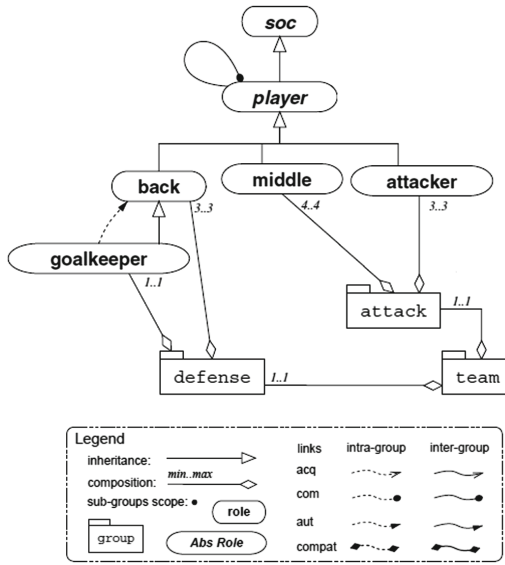 soc
player
back
middle
attacker
3..3
4..4
3..3
goalkeeper
1..1
attack
1..1
defense
1..1
team
Legend
links intra-group inter-group
inheritance:
acq
min..max
composition:
com
sub-groups scope:
role
aut
group
Abs Role
compat